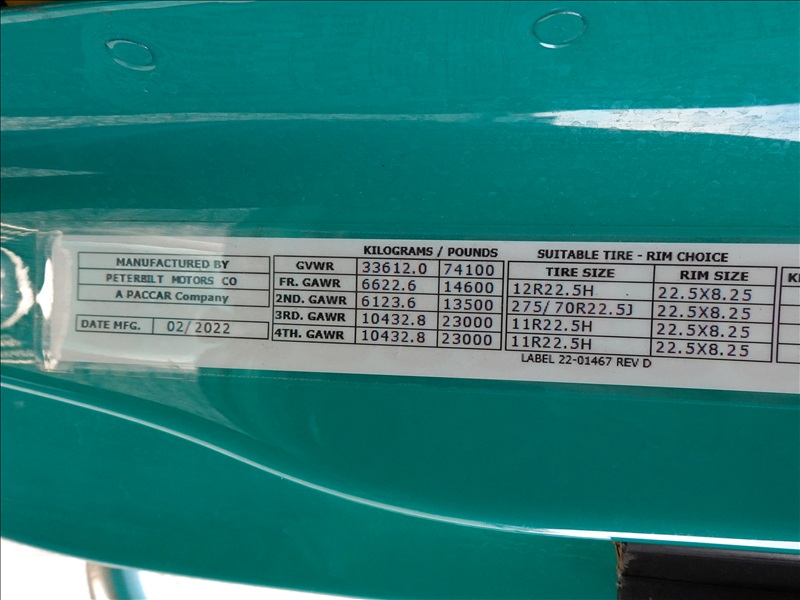 MANUFACTURED BY
PETERBILT MOTORS CO
A PACCAR Company
DATE MFG. 02/2022
KILOGRAMS / POUNDS
GVWR 33612.0 74100
FR. GAWR 6622.6 14600
2ND. GAWR 6123.6 13500
3RD. GAWR 10432.8 23000
4TH. GAWR 10432.8 23000
SUITABLE TIRE - RIM CHOICE
TIRE SIZE RIM SIZE
12R22.5H 22.5X8.25
275/70R22.5J 22.5X8.25
11R22.5H 22.5X8.25
11R22.5H 22.5X8.25
LABEL 22-01467 REV D